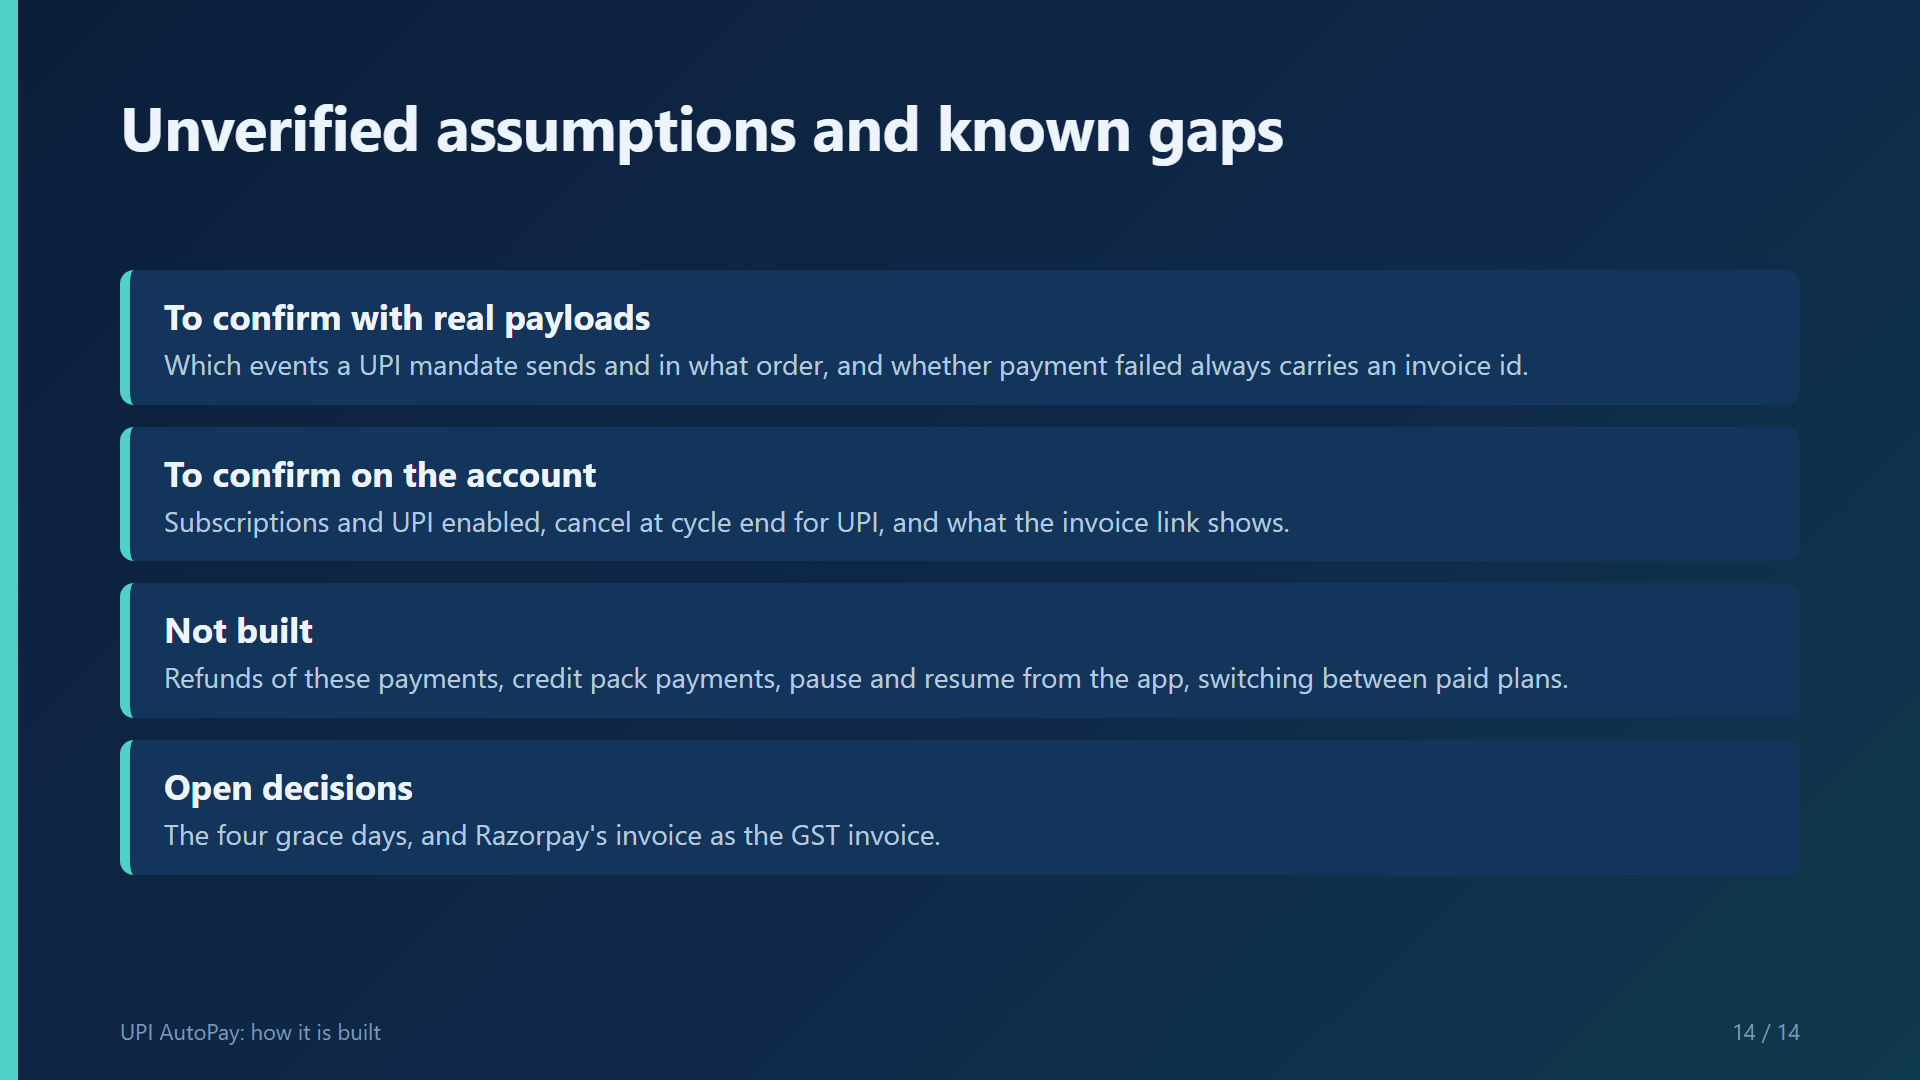 Unverified assumptions and known gaps
To confirm with real payloads
Which events a UPI mandate sends and in what order, and whether payment failed always carries an invoice id.
To confirm on the account
Subscriptions and UPI enabled, cancel at cycle end for UPI, and what the invoice link shows.
Not built
Refunds of these payments, credit pack payments, pause and resume from the app, switching between paid plans.
Open decisions
The four grace days, and Razorpay's invoice as the GST invoice.
UPI AutoPay: how it is built
14 / 14